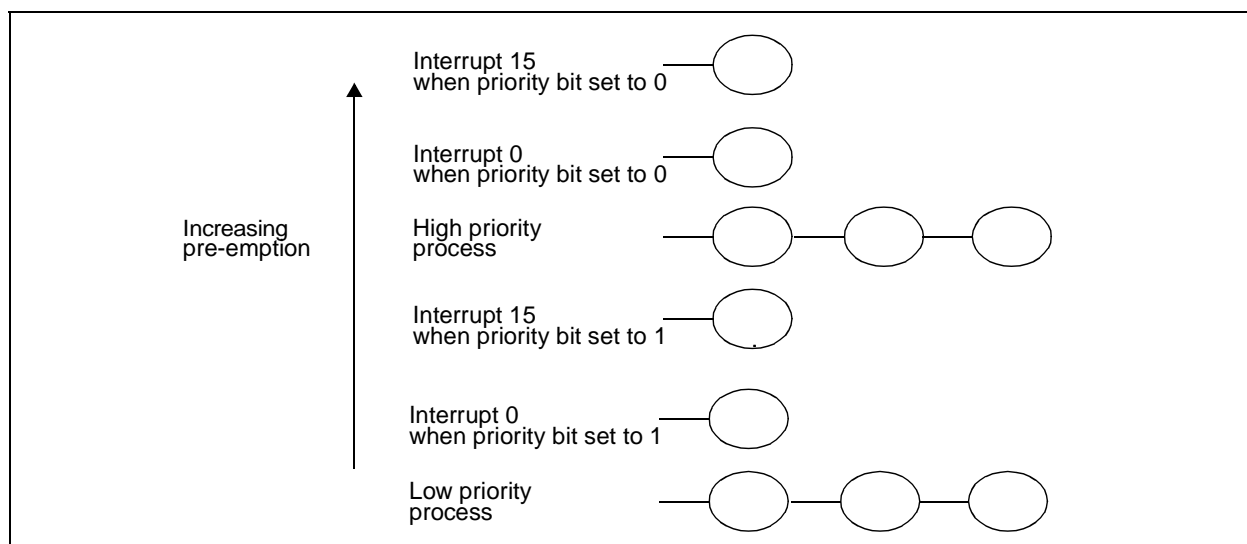 Interrupt 15
when priority bit set to 0
Interrupt 0
when priority bit set to 0
Increasing
pre-emption
High priority
process
Interrupt 15
when priority bit set to 1
Interrupt 0
when priority bit set to 1
Low priority
process